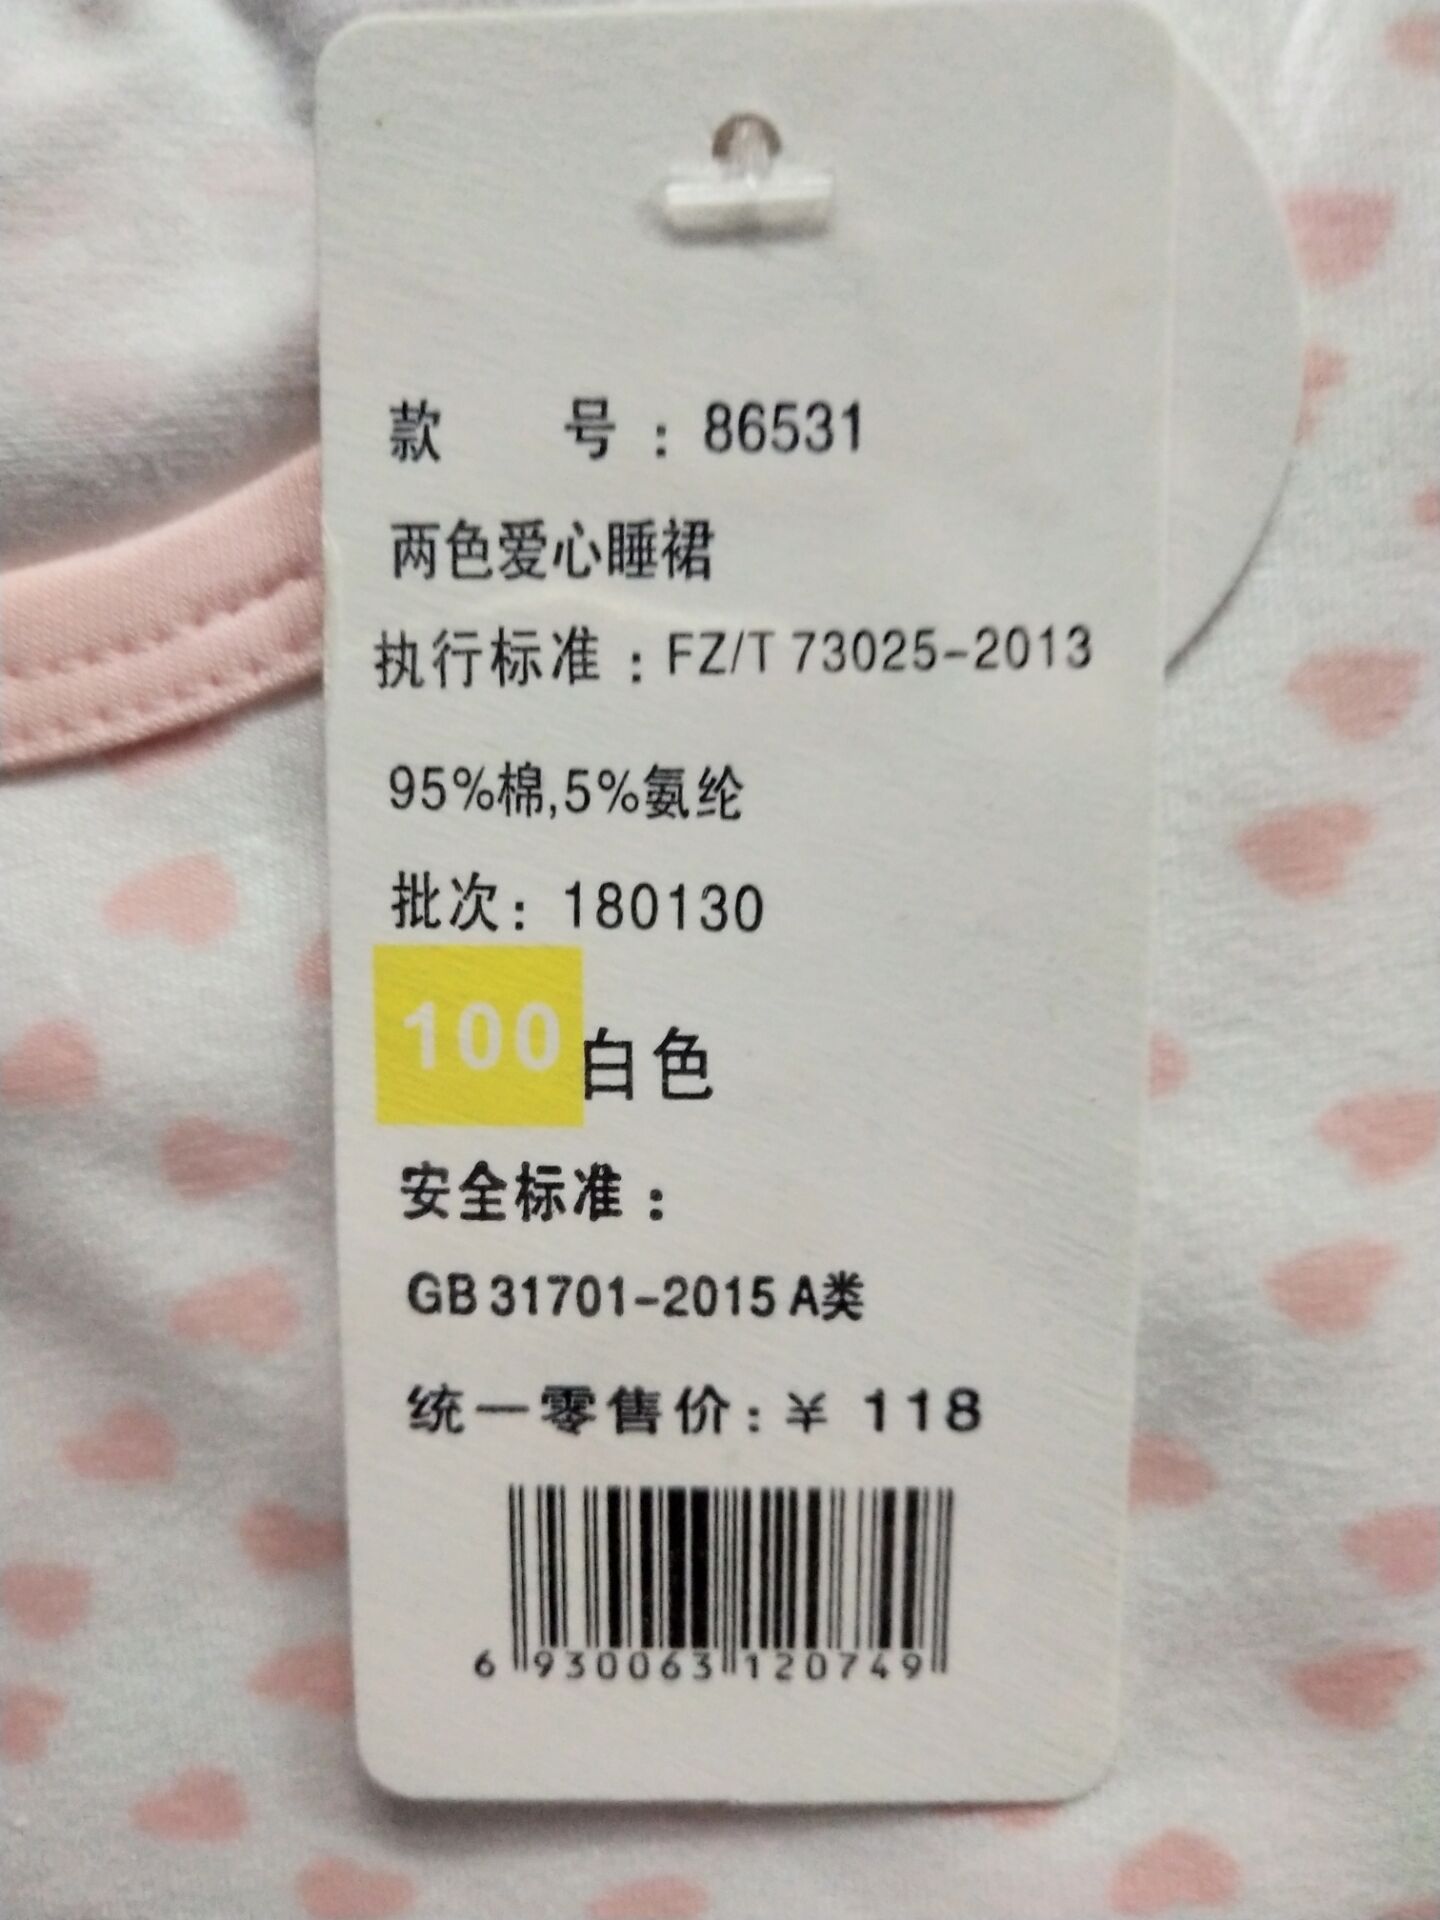 款 号：86531
两色爱心睡裙
执行标准：FZ/T 73025-2013
95%棉,5%氨纶
批次：180130
100 白色
安全标准：
GB 31701-2015 A类
统一零售价：¥ 118
6 930063 120749